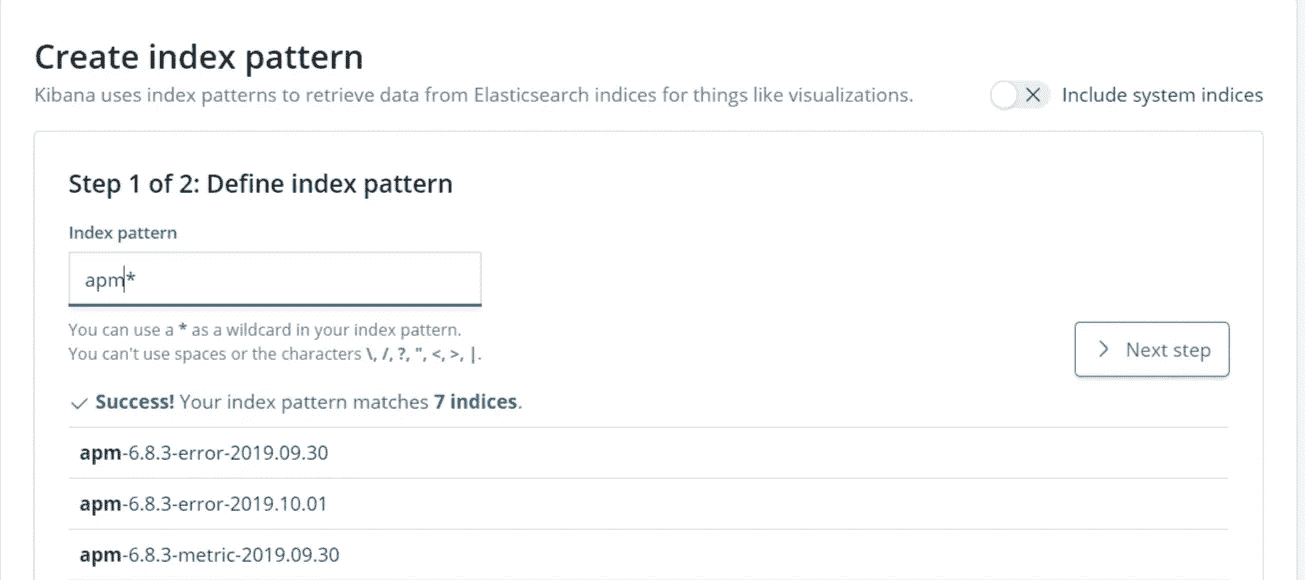 Create index pattern
Kibana uses index patterns to retrieve data from Elasticsearch indices for things like visualizations.
Include system indices
Step 1 of 2: Define index pattern
Index pattern
apm*
You can use a * as a wildcard in your index pattern.
You can't use spaces or the characters \, /, ?, ", <, >, |.
Next step
Success! Your index pattern matches 7 indices.
apm-6.8.3-error-2019.09.30
apm-6.8.3-error-2019.10.01
apm-6.8.3-metric-2019.09.30